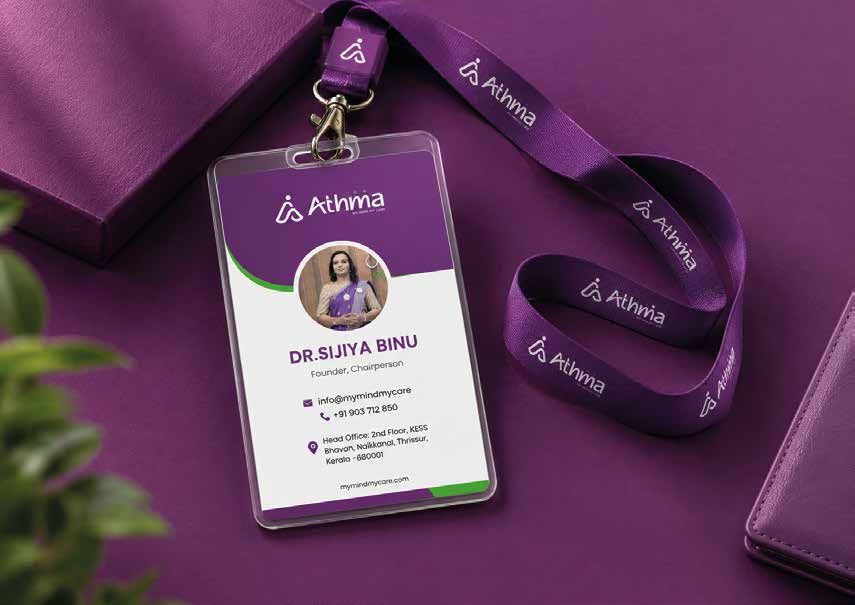 Athma
Athma
Athma
Athma
Athma
Athma
DR.SIJIYA BINU
Founder, Chairperson
info@mymindmycare
+91 903 712 850
Head Office: 2nd Floor, KESS
Bhavan, Naikkanal, Thrissur,
Kerala -680001
mymindmycare.com